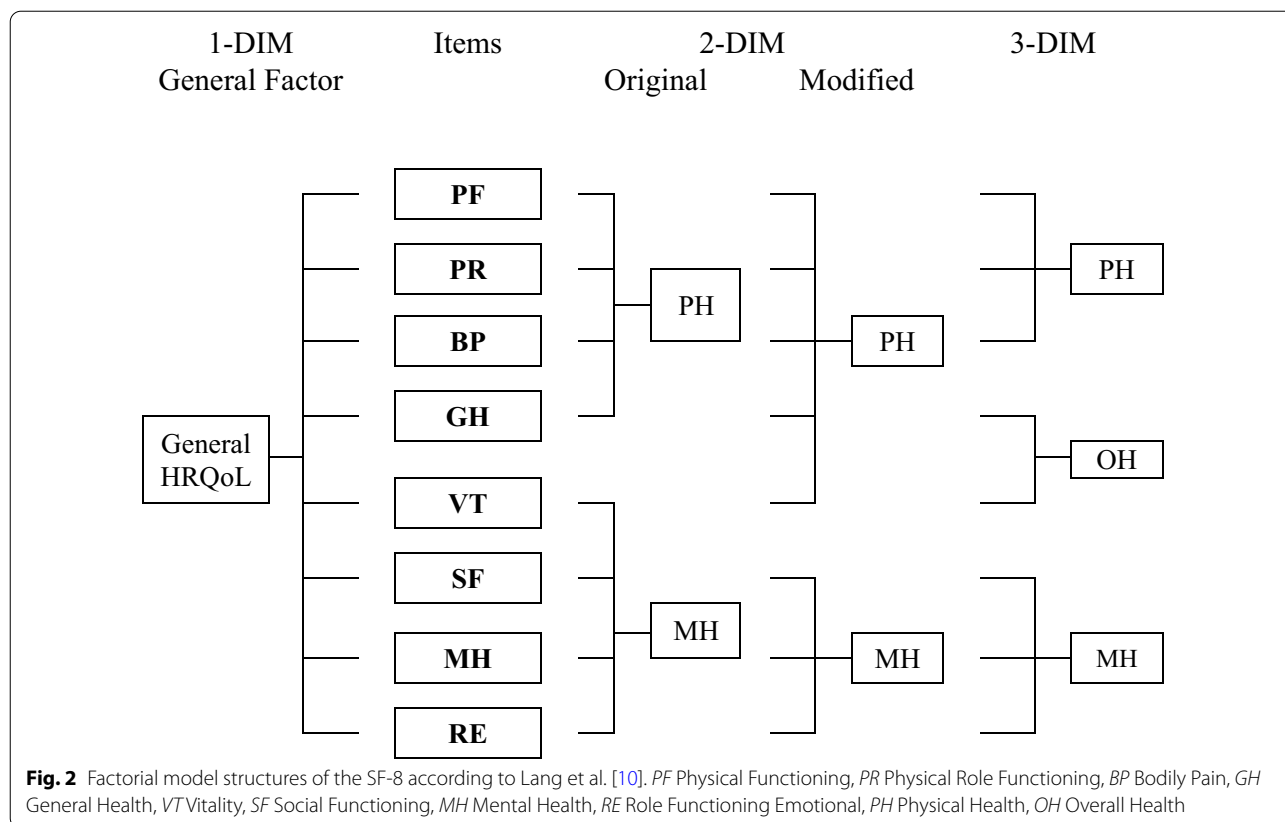 1-DIM Items 2-DIM 3-DIM
General Factor Original Modified
PF
PR
PH
PH
BP
PH
GH
General
HRQoL
OH
VT
SF
MH
MH
MH
MH
RE
Fig. 2 Factorial model structures of the SF-8 according to Lang et al. [10]. PF Physical Functioning, PR Physical Role Functioning, BP Bodily Pain, GH
General Health, VT Vitality, SF Social Functioning, MH Mental Health, RE Role Functioning Emotional, PH Physical Health, OH Overall Health